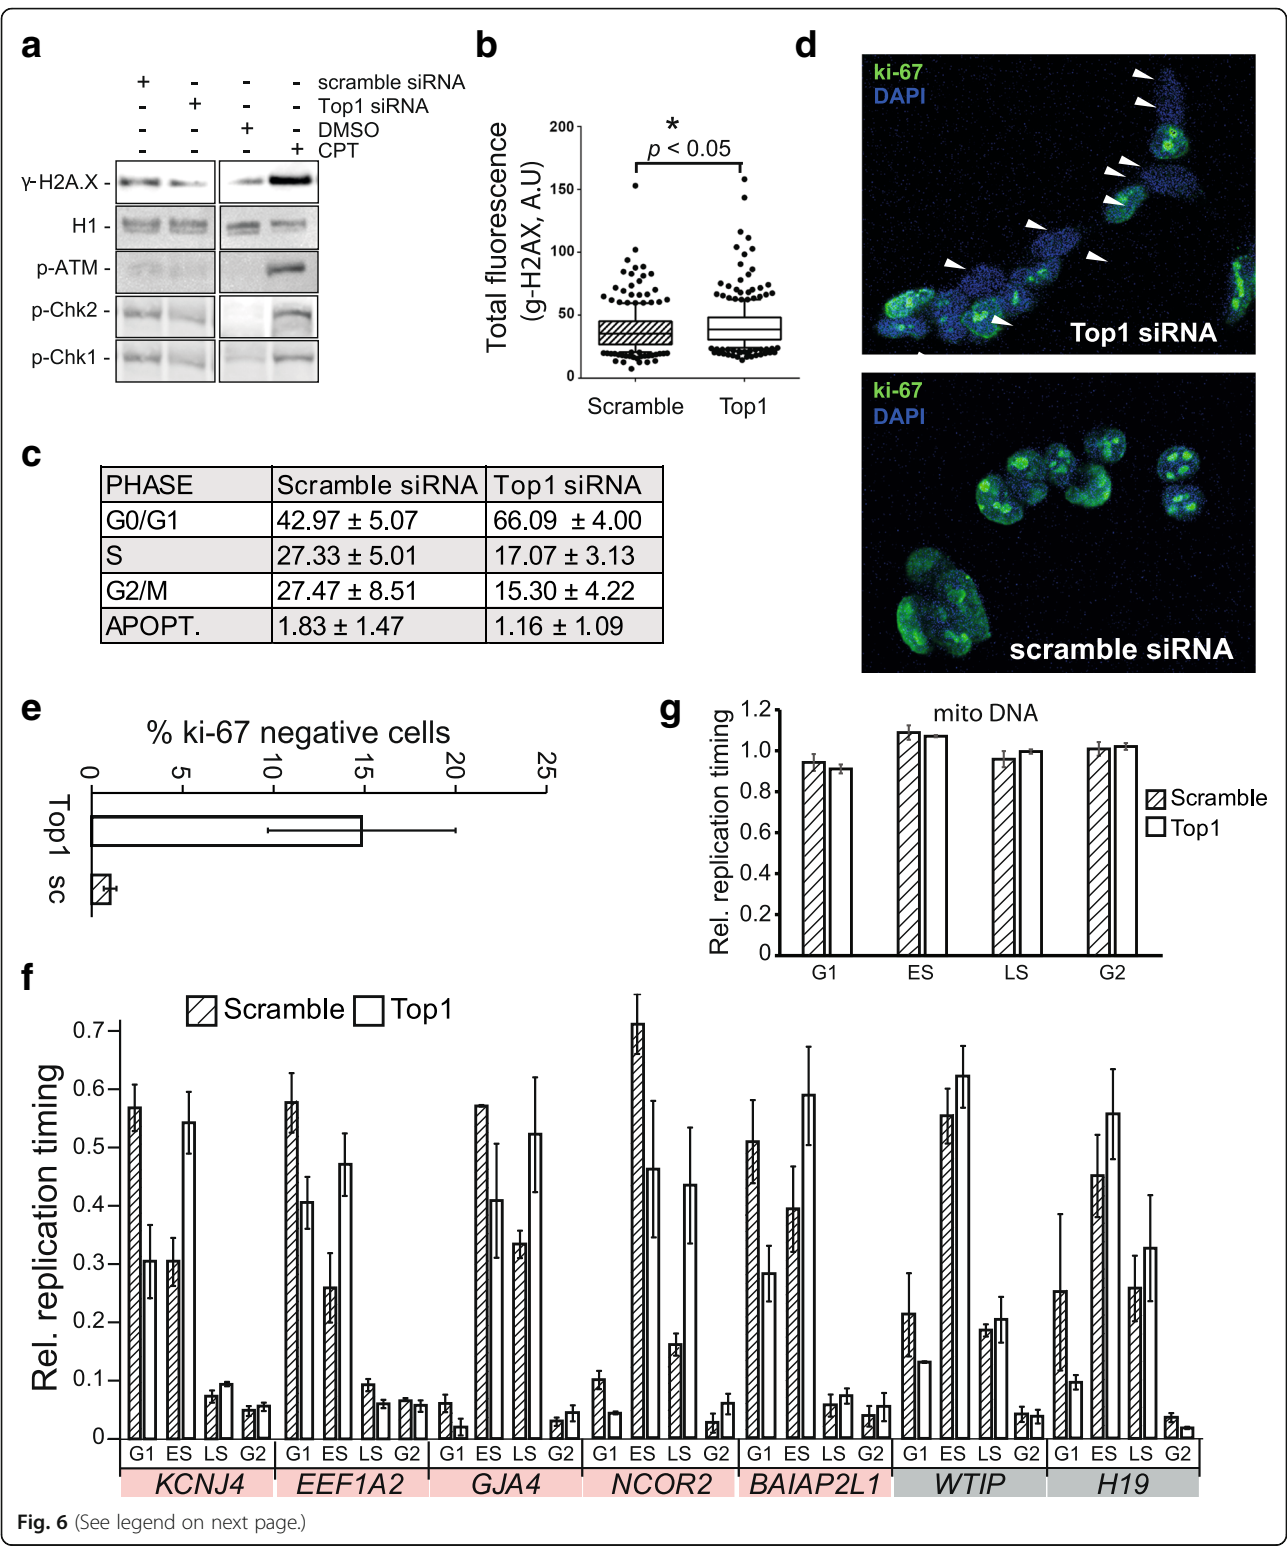 a
+ - - - scramble siRNA
- + - - Top1 siRNA
- - + - DMSO
- - - + CPT
γ-H2A.X -
H1 -
p-ATM -
p-Chk2 -
p-Chk1 -
b
Total fluorescence
(g-H2AX, A.U)
200
150
100
50
0
*
p < 0.05
Scramble Top1
c
PHASE Scramble siRNA Top1 siRNA
G0/G1 42.97 ± 5.07 66.09 ± 4.00
S 27.33 ± 5.01 17.07 ± 3.13
G2/M 27.47 ± 8.51 15.30 ± 4.22
APOPT. 1.83 ± 1.47 1.16 ± 1.09
d
ki-67
DAPI
Top1 siRNA
ki-67
DAPI
scramble siRNA
e
% ki-67 negative cells
0 5 10 15 20 25
Top1
sc
g
mito DNA
Rel. replication timing
1.2
1.0
0.8
0.6
0.4
0.2
0
G1 ES LS G2
Scramble
Top1
f
Scramble Top1
Rel. replication timing
0.7
0.6
0.5
0.4
0.3
0.2
0.1
0
G1 ES LS G2 G1 ES LS G2 G1 ES LS G2 G1 ES LS G2 G1 ES LS G2 G1 ES LS G2 G1 ES LS G2
KCNJ4 EEF1A2 GJA4 NCOR2 BAIAP2L1 WTIP H19
Fig. 6 (See legend on next page.)